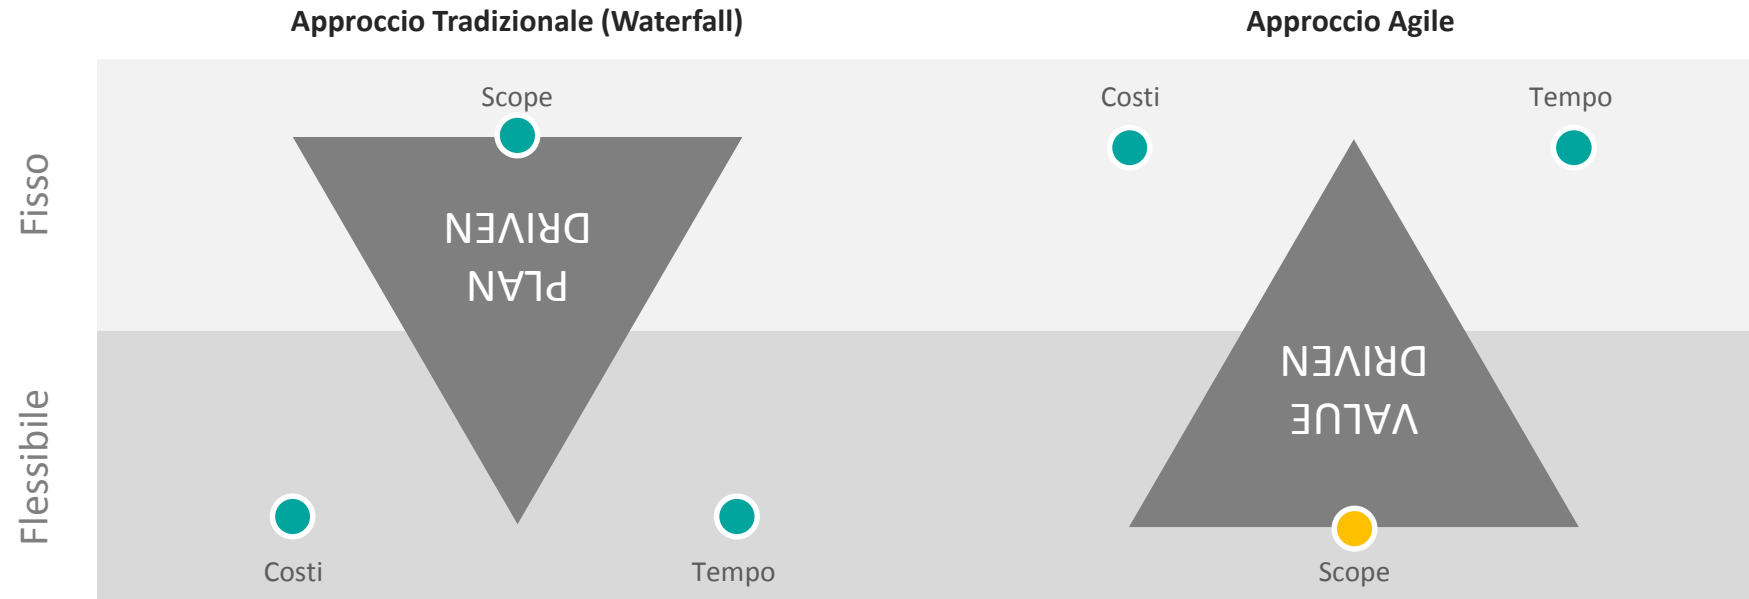 Approccio Tradizionale (Waterfall)
Approccio Agile
Fisso
Flessibile
Scope
PLAN
DRIVEN
Costi
Tempo
Costi
Tempo
VALUE
DRIVEN
Scope